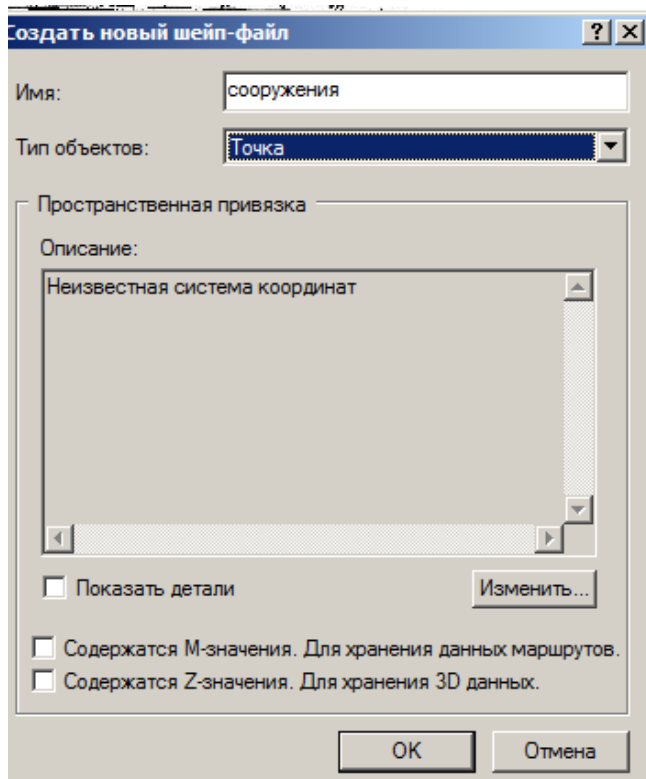 Создать новый шейп-файл
Имя:
сооружения
Тип объектов:
Точка
Пространственная привязка
Описание:
Неизвестная система координат
Показать детали
Изменить...
Содержатся M-значения. Для хранения данных маршрутов.
Содержатся Z-значения. Для хранения 3D данных.
OK
Отмена